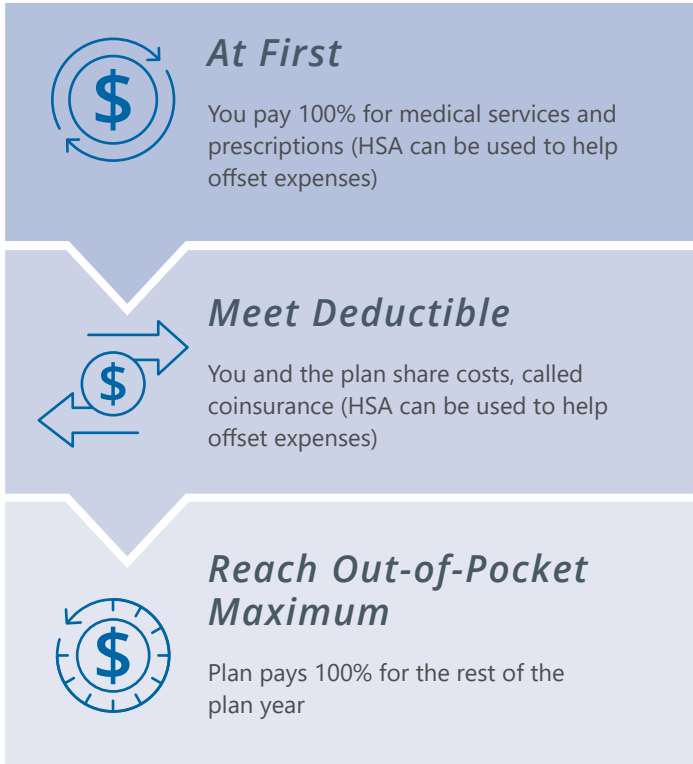 $
At First
You pay 100% for medical services and
prescriptions (HSA can be used to help
offset expenses)
$
Meet Deductible
You and the plan share costs, called
coinsurance (HSA can be used to help
offset expenses)
$
Reach Out-of-Pocket
Maximum
Plan pays 100% for the rest of the
plan year